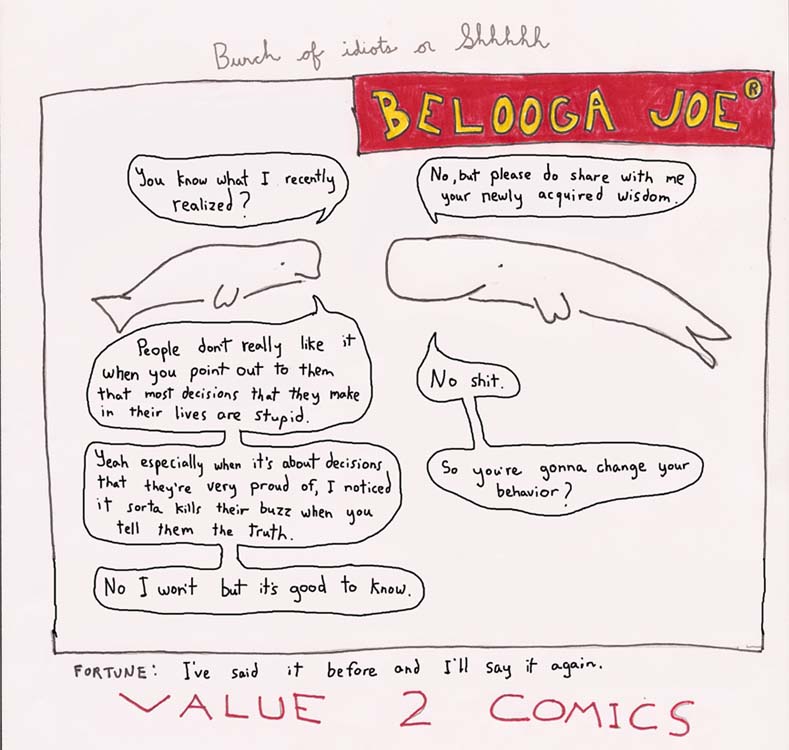 Bunch of idiots or Shhhhh
BELOOGA JOE®
You know what I recently
realized?
No, but please do share with me
your newly acquired wisdom.
People don't really like it
when you point out to them
that most decisions that they make
in their lives are stupid.
No shit.
Yeah especially when it's about decisions
that they're very proud of, I noticed
it sorta kills their buzz when you
tell them the truth.
So you're gonna change your
behavior?
No I won't but it's good to know.
FORTUNE: I've said it before and I'll say it again.
VALUE 2 COMICS